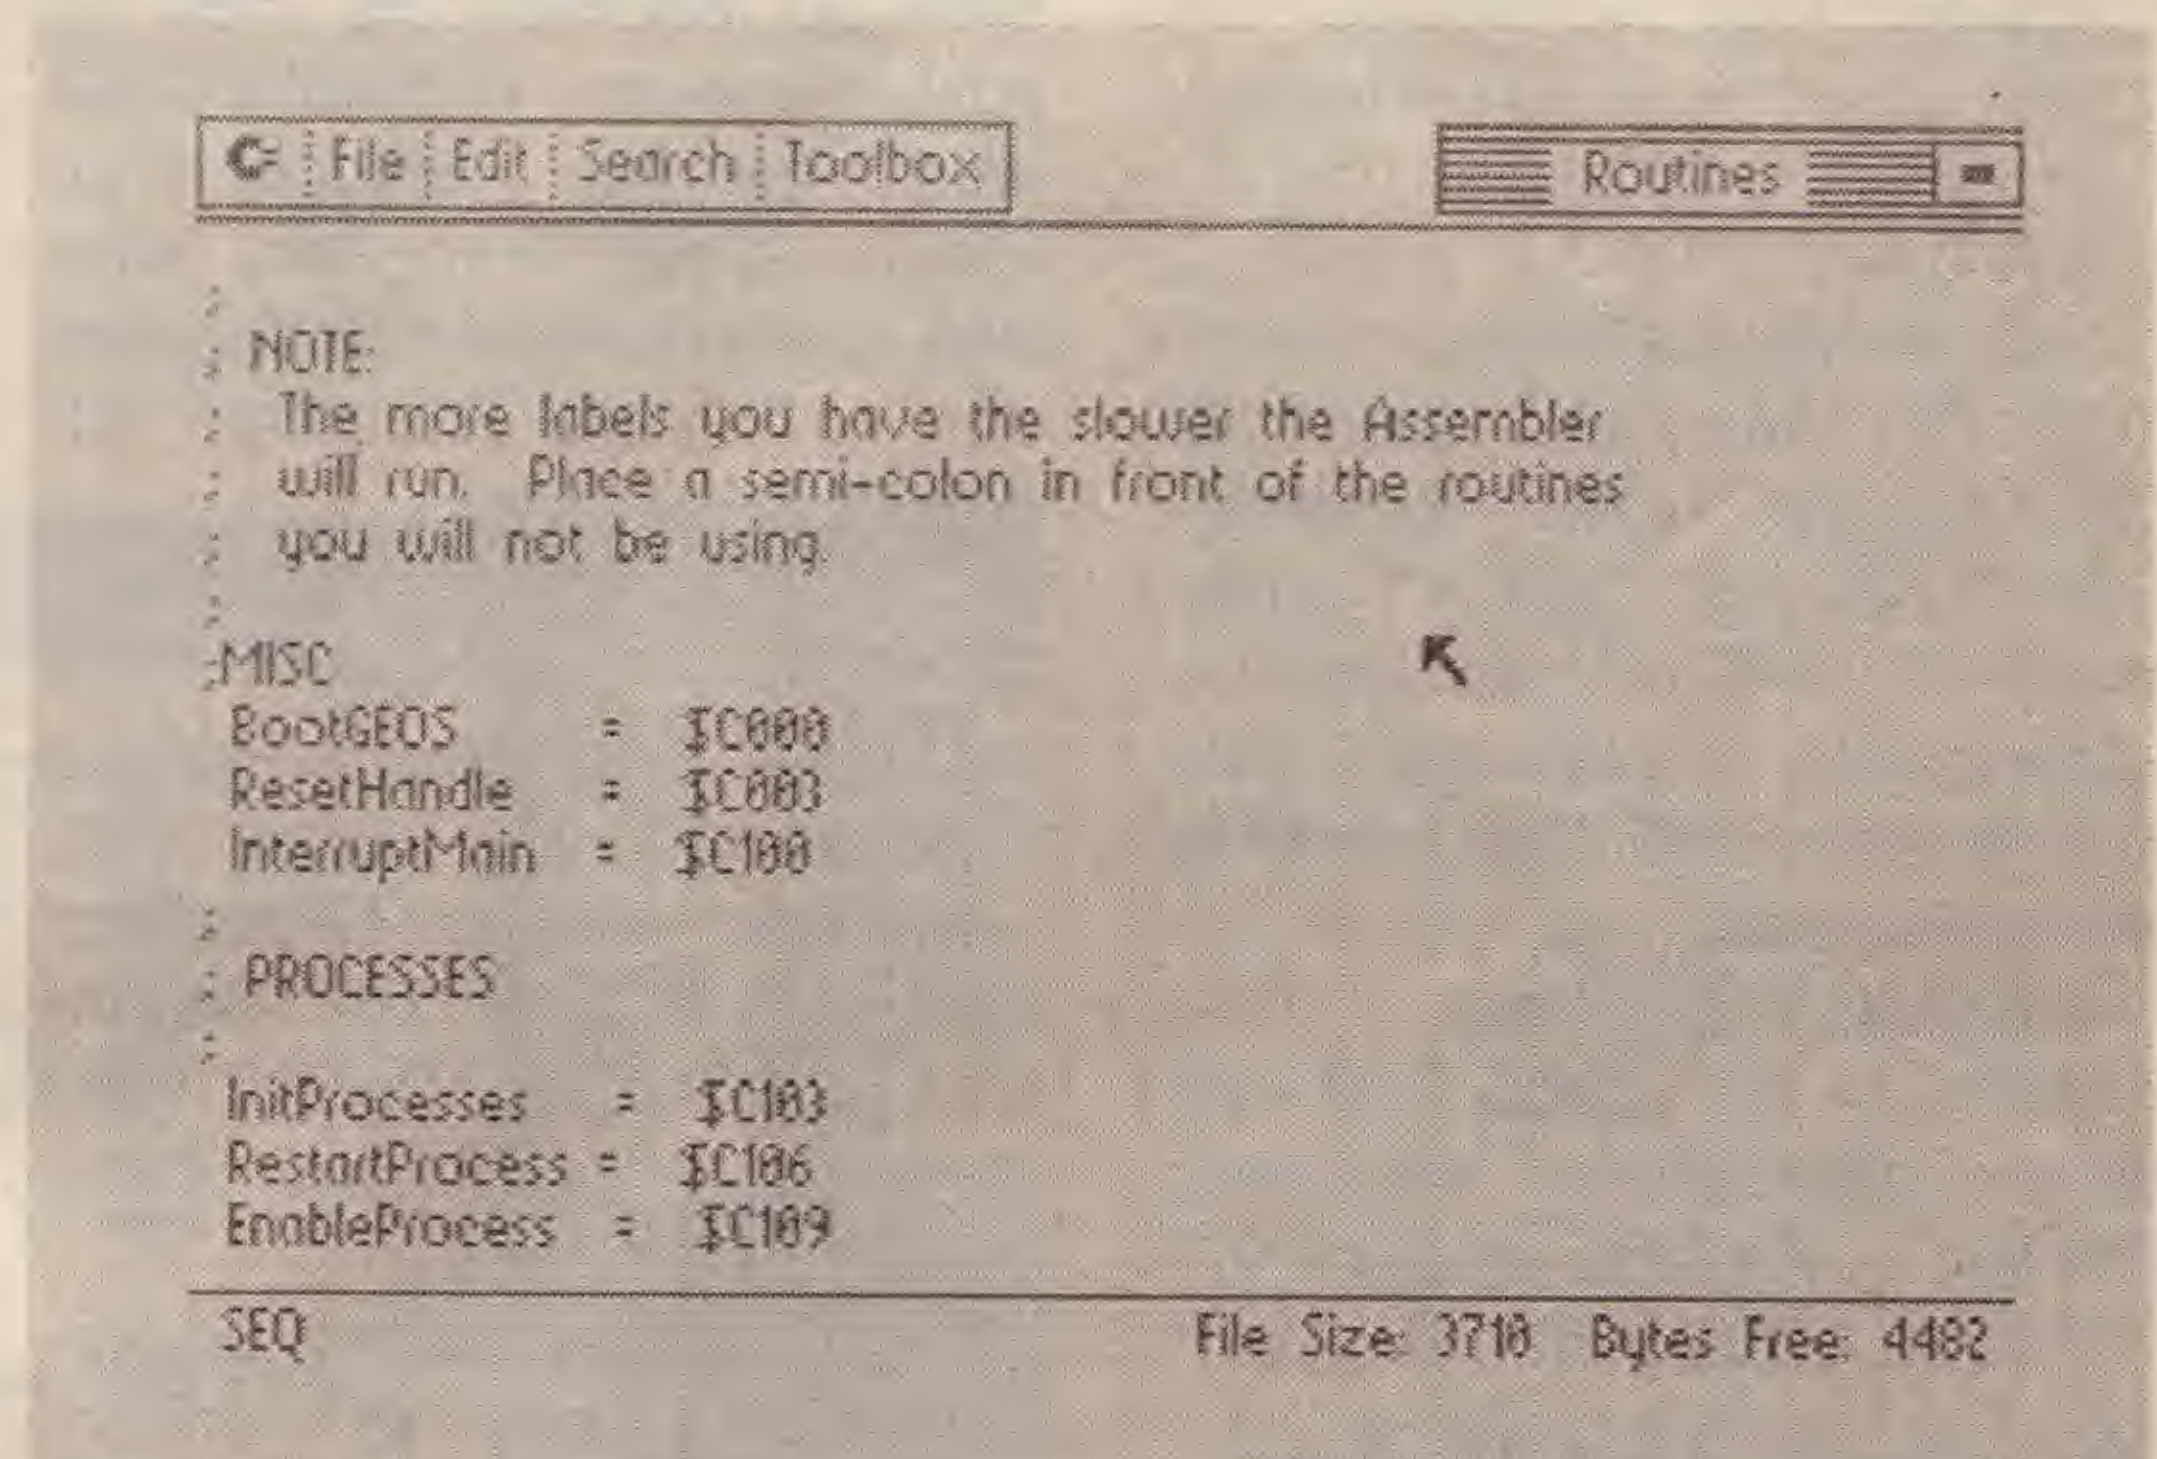 File Edit Search Toolbox
Routines
;
; NOTE:
; The more labels you have the slower the Assembler
; will run. Place a semi-colon in front of the routines
; you will not be using.
;
;MISC
BootGEOS = $C000
ResetHandle = $C003
InterruptMain = $C100
;
; PROCESSES
;
InitProcesses = $C103
RestartProcess = $C106
EnableProcess = $C109
SEQ
File Size: 3710 Bytes Free: 4482